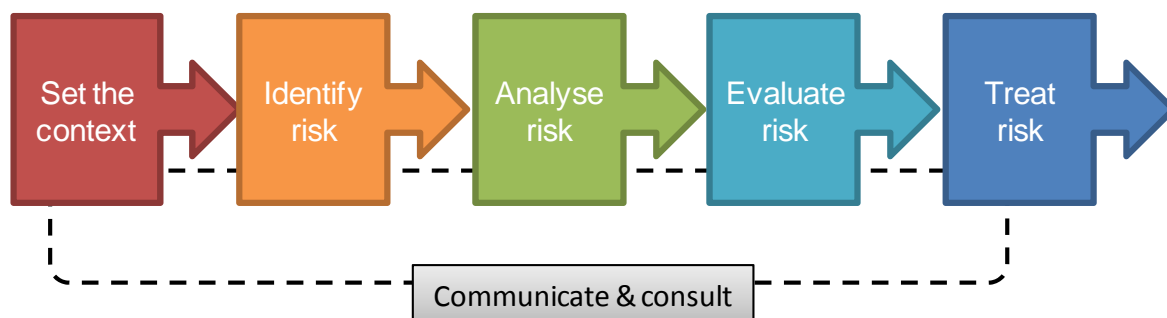 Set the
context
Identify
risk
Analyse
risk
Evaluate
risk
Treat
risk
Communicate & consult